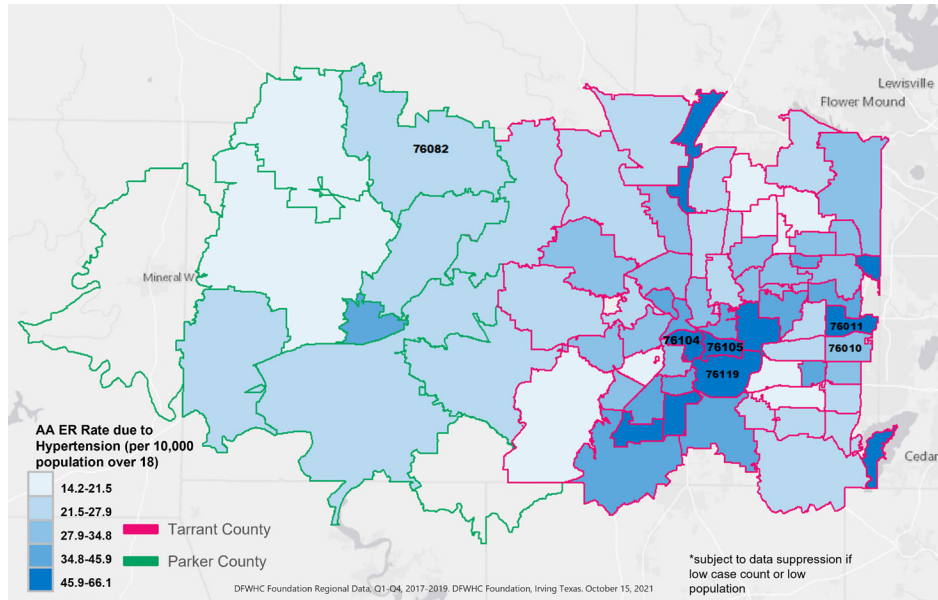 Lewisville
Flower Mound
76082
Mineral W
76011
76104
76105
76010
76119
AA ER Rate due to
Hypertension (per 10,000
population over 18)
Cedar
14.2-21.5
21.5-27.9
27.9-34.8
34.8-45.9
45.9-66.1
Tarrant County
Parker County
*subject to data suppression if
low case count or low
population
DFWHC Foundation Regional Data, Q1-Q4, 2017-2019. DFWHC Foundation, Irving Texas. October 15, 2021